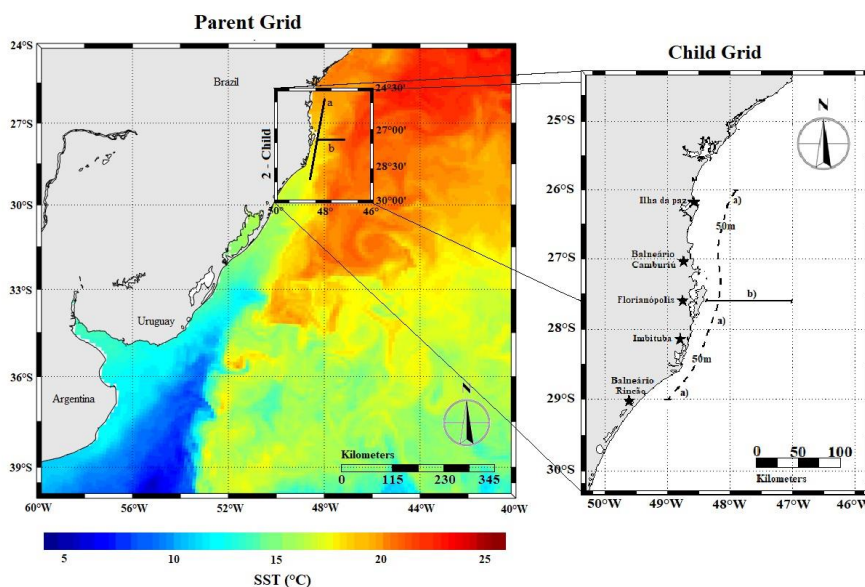 Parent Grid
24°S
27°S
30°S
33°S
36°S
39°S
60°W
56°W
52°W
48°W
44°W
40°W
Brazil
Uruguay
Argentina
2 - Child
a
b
24°30'
27°00'
28°30'
30°00'
50°
48°
46°
N
Kilometers
0 115 230 345
5 10 15 20 25
SST (°C)
Child Grid
25°S
26°S
27°S
28°S
29°S
30°S
50°W
49°W
48°W
47°W
46°W
N
Ilha da paz
Balneário
Camburiú
Florianópolis
Imbituba
Balneário
Rincão
a)
50m
b)
a)
50m
a)
0 50 100
Kilometers